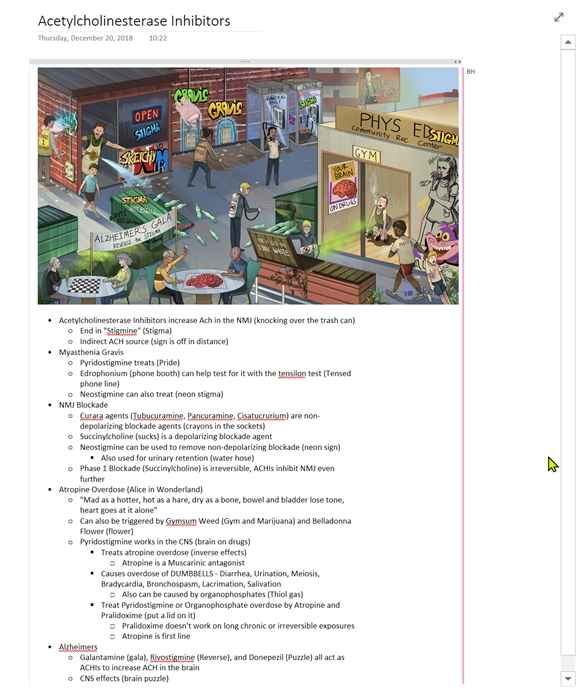 Acetylcholinesterase Inhibitors
Thursday, December 20, 2018 10:22
BH
GRAVIS
GRAVIS
OPEN
STIGMA
SKETCHY
STIGMA
ALZHEIMER'S GALA
REVERSE the STIGMA
PHYS ED
STIGMA
Community Rec Center
GYM
YOUR BRAIN
ON DRUGS
• Acetylcholinesterase Inhibitors increase Ach in the NMJ (knocking over the trash can)
○ End in "Stigmine" (Stigma)
○ Indirect ACH source (sign is off in distance)
• Myasthenia Gravis
○ Pyridostigmine treats (Pride)
○ Edrophonium (phone booth) can help test for it with the tensilon test (Tensed
phone line)
○ Neostigmine can also treat (neon stigma)
• NMJ Blockade
○ Curara agents (Tubucuramine, Pancuramine, Cisatucrurium) are non-
depolarizing blockade agents (crayons in the sockets)
○ Succinylcholine (sucks) is a depolarizing blockade agent
○ Neostigmine can be used to remove non-depolarizing blockade (neon sign)
▪ Also used for urinary retention (water hose)
○ Phase 1 Blockade (Succinylcholine) is irreversible, ACHIs inhibit NMJ even
further
• Atropine Overdose (Alice in Wonderland)
○ "Mad as a hotter, hot as a hare, dry as a bone, bowel and bladder lose tone,
heart goes at it alone"
○ Can also be triggered by Gymsum Weed (Gym and Marijuana) and Belladonna
Flower (flower)
○ Pyridostigmine works in the CNS (brain on drugs)
▪ Treats atropine overdose (inverse effects)
□ Atropine is a Muscarinic antagonist
▪ Causes overdose of DUMBBELLS - Diarrhea, Urination, Meiosis,
Bradycardia, Bronchospasm, Lacrimation, Salivation
□ Also can be caused by organophosphates (Thiol gas)
▪ Treat Pyridostigmine or Organophosphate overdose by Atropine and
Pralidoxime (put a lid on it)
□ Pralidoxime doesn't work on long chronic or irreversible exposures
□ Atropine is first line
• Alzheimers
○ Galantamine (gala), Rivostigmine (Reverse), and Donepezil (Puzzle) all act as
ACHIs to increase ACH in the brain
○ CNS effects (brain puzzle)